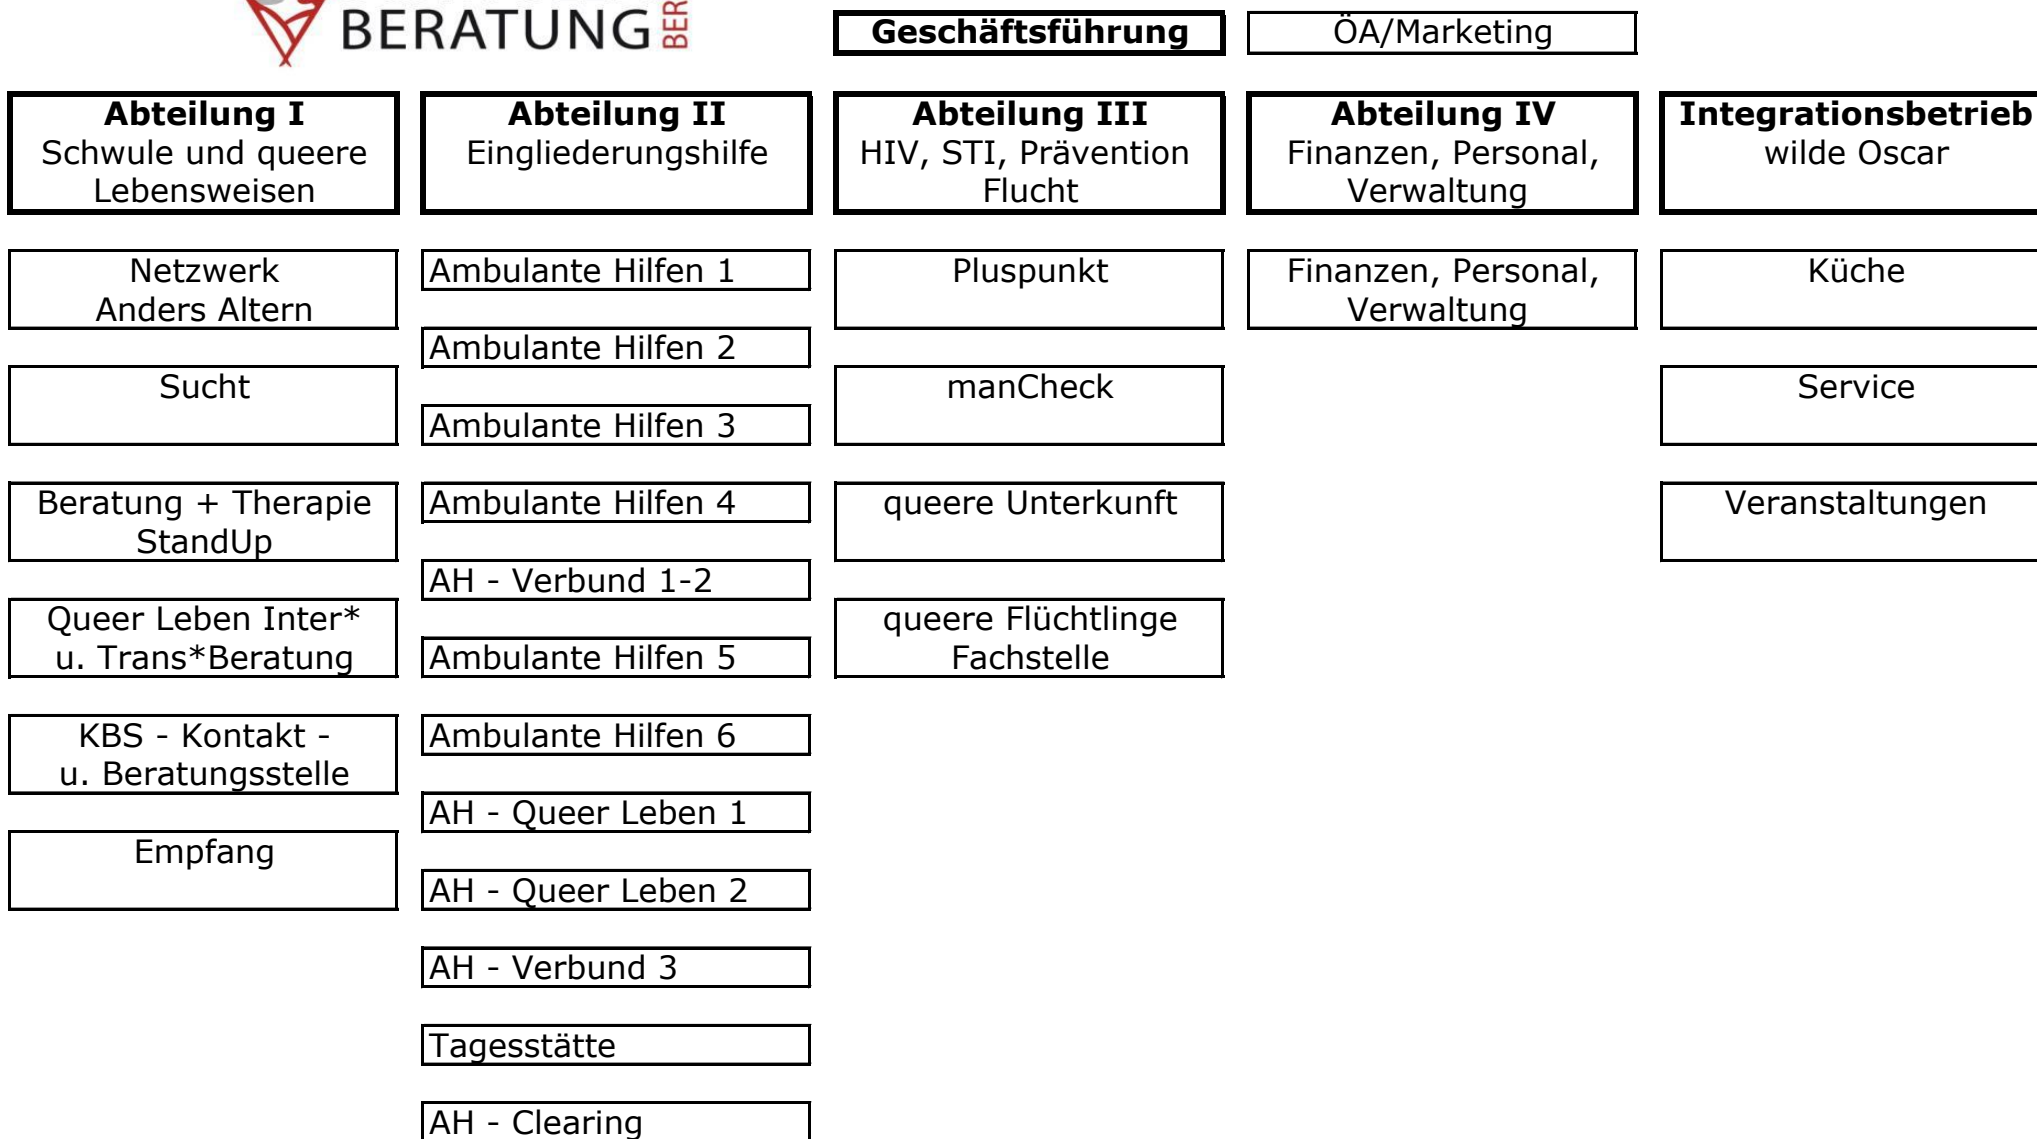 BERATUNG
BER
Geschäftsführung
ÖA/Marketing
Abteilung I
Schwule und queere
Lebensweisen
Abteilung II
Eingliederungshilfe
Abteilung III
HIV, STI, Prävention
Flucht
Abteilung IV
Finanzen, Personal,
Verwaltung
Integrationsbetrieb
wilde Oscar
Netzwerk
Anders Altern
Sucht
Beratung + Therapie
StandUp
Queer Leben Inter*
u. Trans*Beratung
KBS - Kontakt -
u. Beratungsstelle
Empfang
Ambulante Hilfen 1
Ambulante Hilfen 2
Ambulante Hilfen 3
Ambulante Hilfen 4
AH - Verbund 1-2
Ambulante Hilfen 5
Ambulante Hilfen 6
AH - Queer Leben 1
AH - Queer Leben 2
AH - Verbund 3
Tagesstätte
AH - Clearing
Pluspunkt
manCheck
queere Unterkunft
queere Flüchtlinge
Fachstelle
Finanzen, Personal,
Verwaltung
Küche
Service
Veranstaltungen